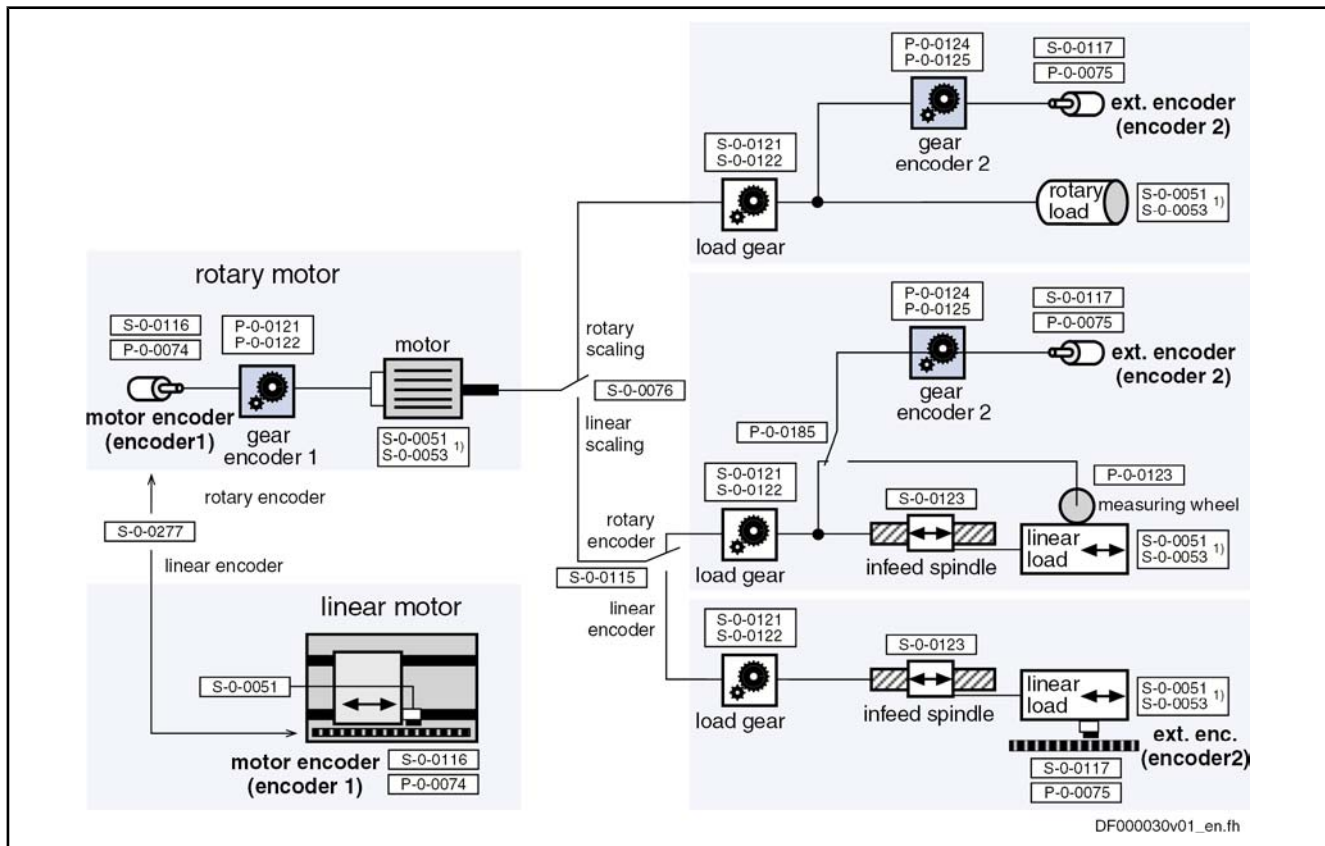 P-0-0124
P-0-0125
S-0-0117
P-0-0075
ext. encoder
(encoder 2)
gear
encoder 2
S-0-0121
S-0-0122
load gear
rotary
load
S-0-0051
S-0-0053 1)
rotary motor
S-0-0116
P-0-0074
P-0-0121
P-0-0122
motor
motor encoder
(encoder1)
gear
encoder 1
S-0-0051
S-0-0053 1)
rotary
scaling
S-0-0076
linear
scaling
P-0-0124
P-0-0125
S-0-0117
P-0-0075
ext. encoder
(encoder 2)
gear
encoder 2
P-0-0185
S-0-0121
S-0-0122
load gear
S-0-0123
infeed spindle
P-0-0123
measuring wheel
linear
load
S-0-0051
S-0-0053 1)
rotary encoder
S-0-0277
linear encoder
rotary
encoder
S-0-0115
linear
encoder
linear motor
S-0-0051
motor encoder
(encoder 1)
S-0-0116
P-0-0074
S-0-0121
S-0-0122
load gear
S-0-0123
infeed spindle
linear
load
S-0-0051
S-0-0053 1)
ext. enc.
(encoder2)
S-0-0117
P-0-0075
DF000030v01_en.fh